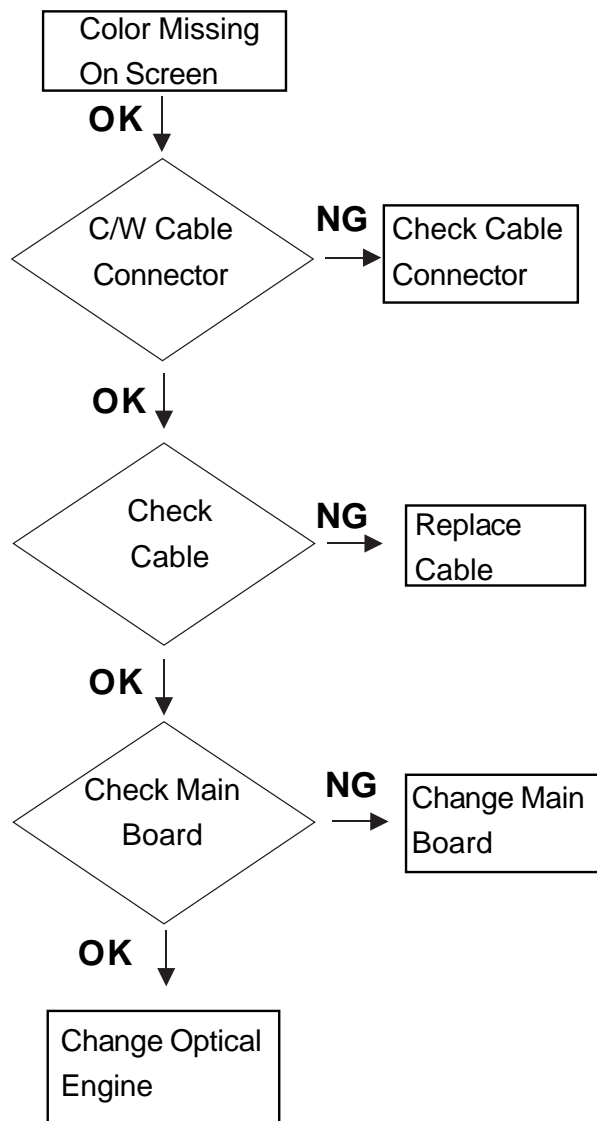 Color Missing
On Screen
OK
C/W Cable
Connector
NG
Check Cable
Connector
OK
Check
Cable
NG
Replace
Cable
OK
Check Main
Board
NG
Change Main
Board
OK
Change Optical
Engine